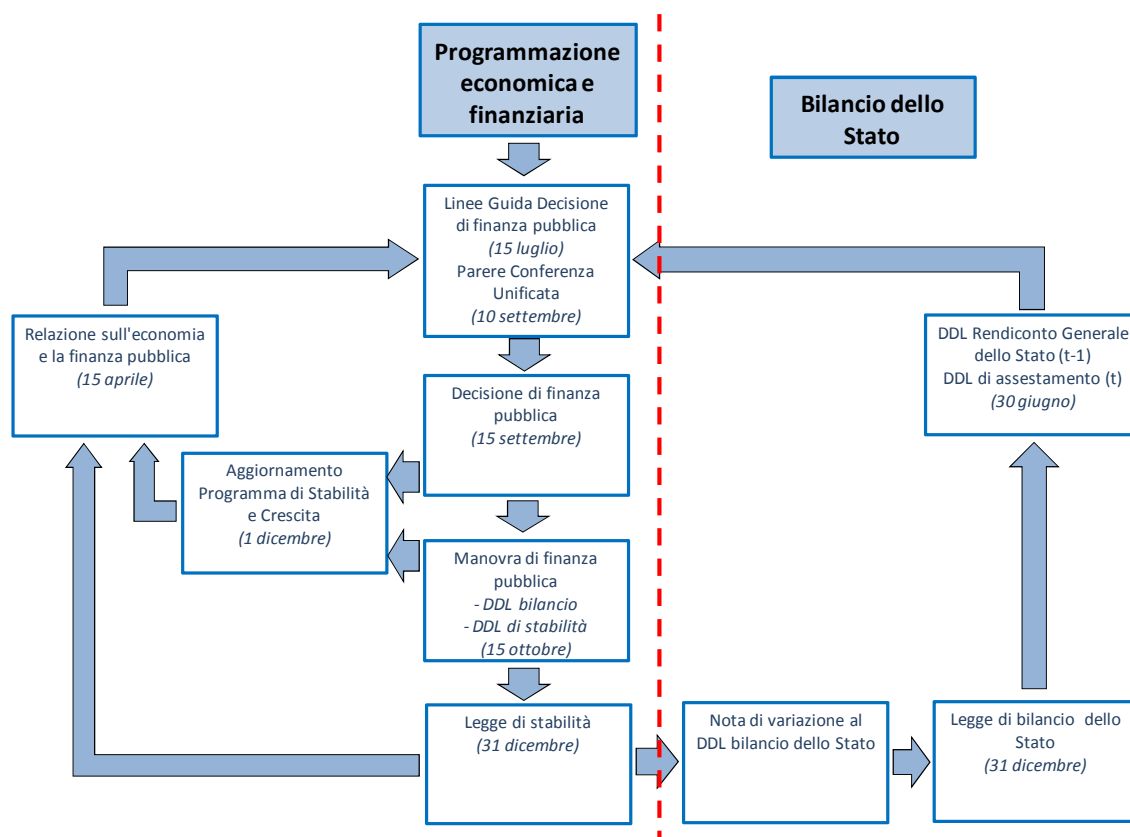 Programmazione
economica e
finanziaria
Bilancio dello
Stato
Linee Guida Decisione
di finanza pubblica
(15 luglio)
Parere Conferenza
Unificata
(10 settembre)
Relazione sull'economia
e la finanza pubblica
(15 aprile)
DDL Rendiconto Generale
dello Stato (t-1)
DDL di assestamento (t)
(30 giugno)
Decisione di finanza
pubblica
(15 settembre)
Aggiornamento
Programma di Stabilità
e Crescita
(1 dicembre)
Manovra di finanza
pubblica
- DDL bilancio
- DDL di stabilità
(15 ottobre)
Legge di stabilità
(31 dicembre)
Nota di variazione al
DDL bilancio dello Stato
Legge di bilancio dello
Stato
(31 dicembre)